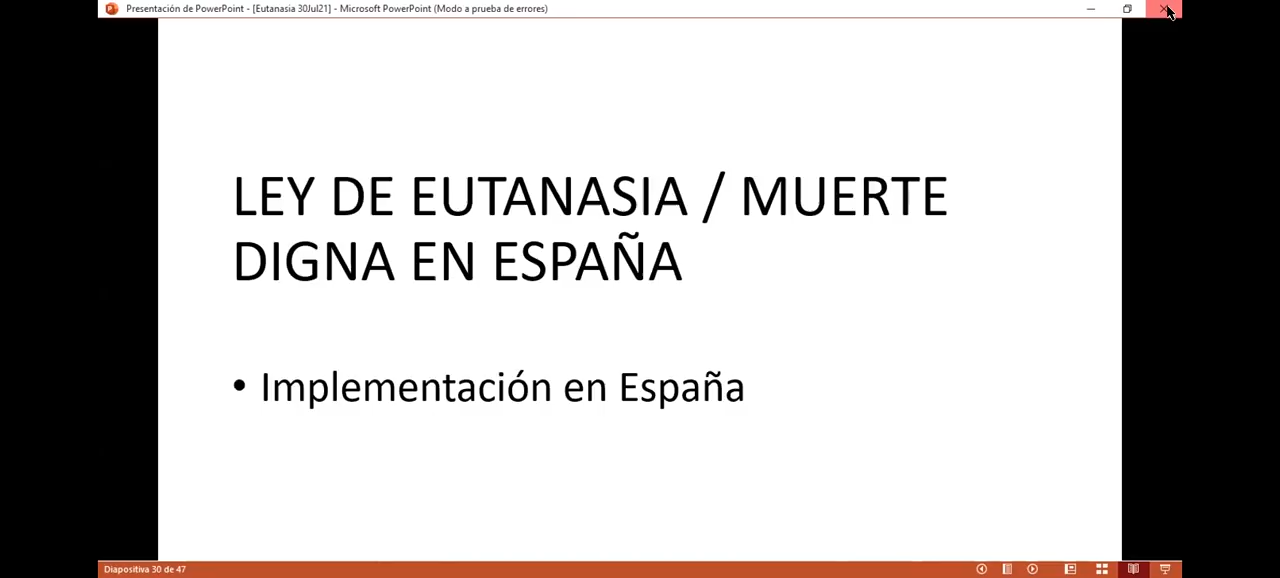 Presentación de PowerPoint - [Eutanasia 30Jul21] - Microsoft PowerPoint (Modo a prueba de errores)
LEY DE EUTANASIA / MUERTE
DIGNA EN ESPAÑA
• Implementación en España
Diapositiva 30 de 47